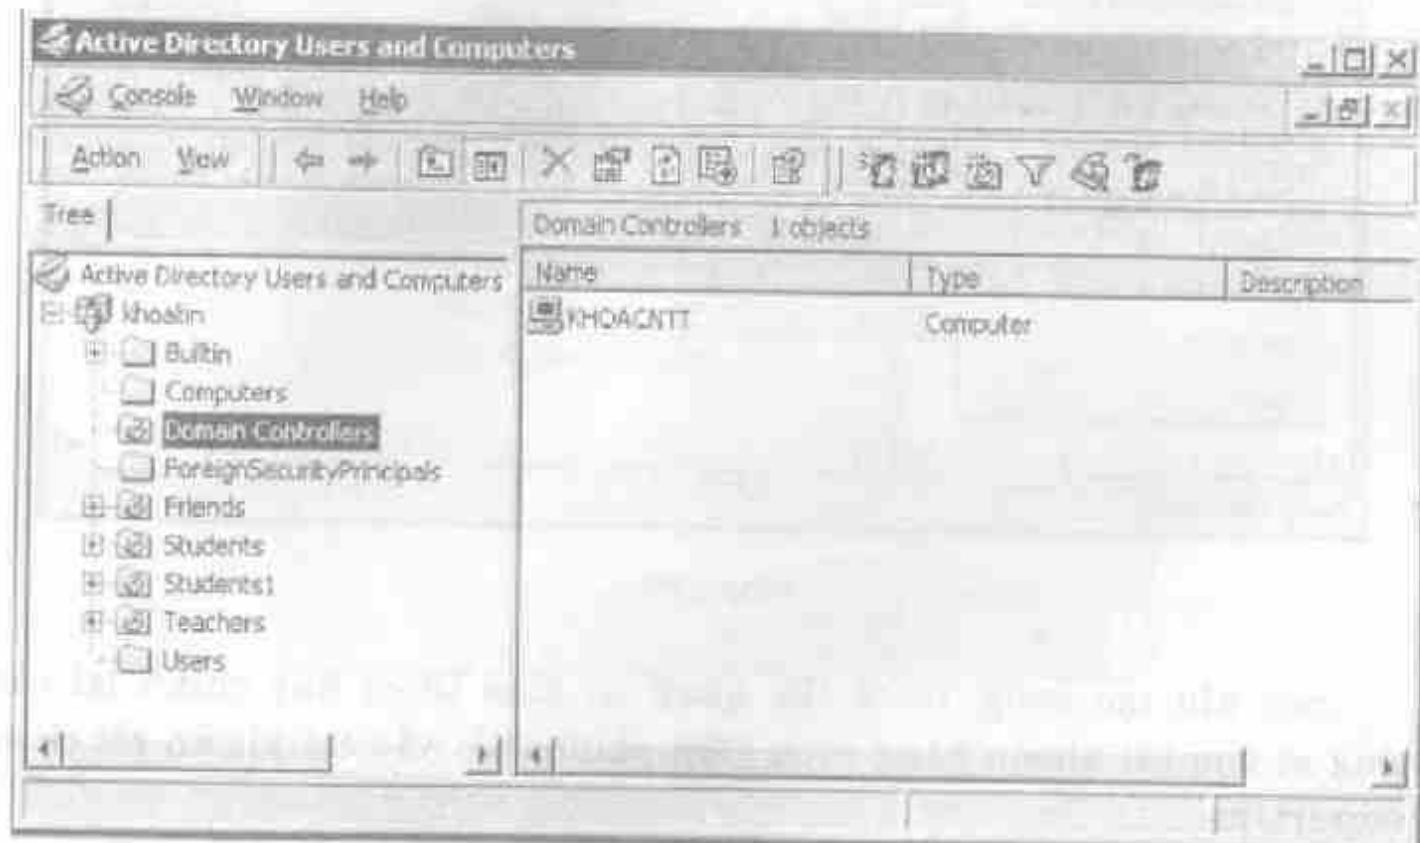 Active Directory Users and Computers
Console Window Help
Action View
Tree
Domain Controllers 1 objects
Active Directory Users and Computers
Name Type Description
khoatin
KHOACNTT Computer
Builtin
Computers
Domain Controllers
ForeignSecurityPrincipals
Friends
Students
Students1
Teachers
Users